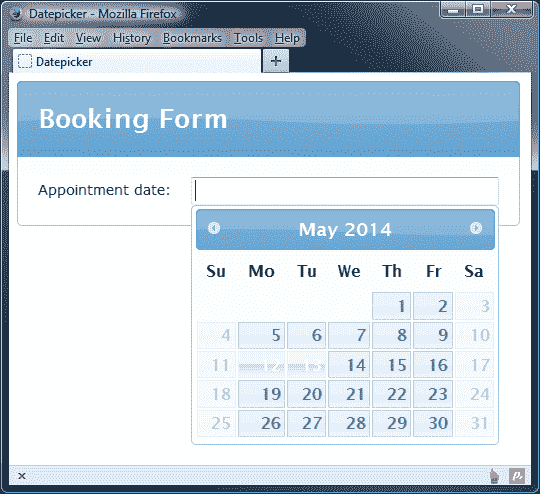 Datepicker - Mozilla Firefox
File Edit View History Bookmarks Tools Help
Datepicker
Booking Form
Appointment date:
May 2014
Su Mo Tu We Th Fr Sa
1 2 3
4 5 6 7 8 9 10
11 14 15 16 17
18 19 20 21 22 23 24
25 26 27 28 29 30 31